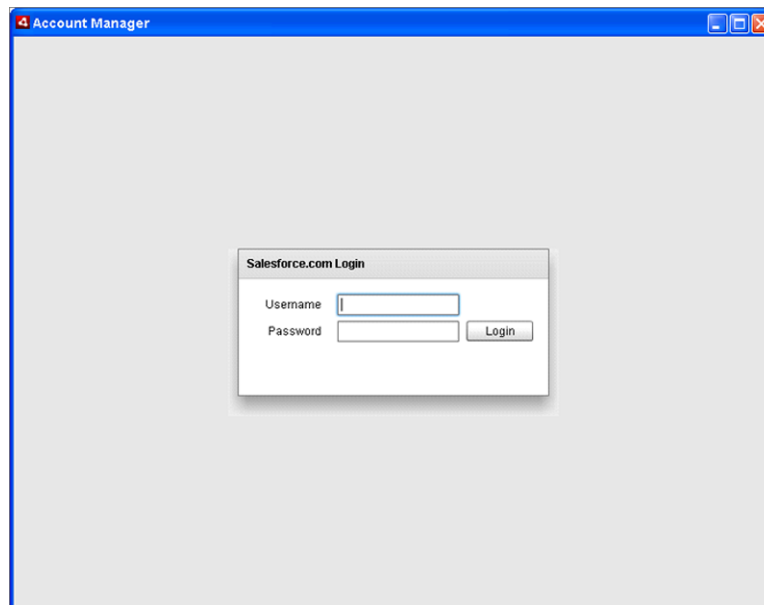 Account Manager
Salesforce.com Login
Username
Password
Login